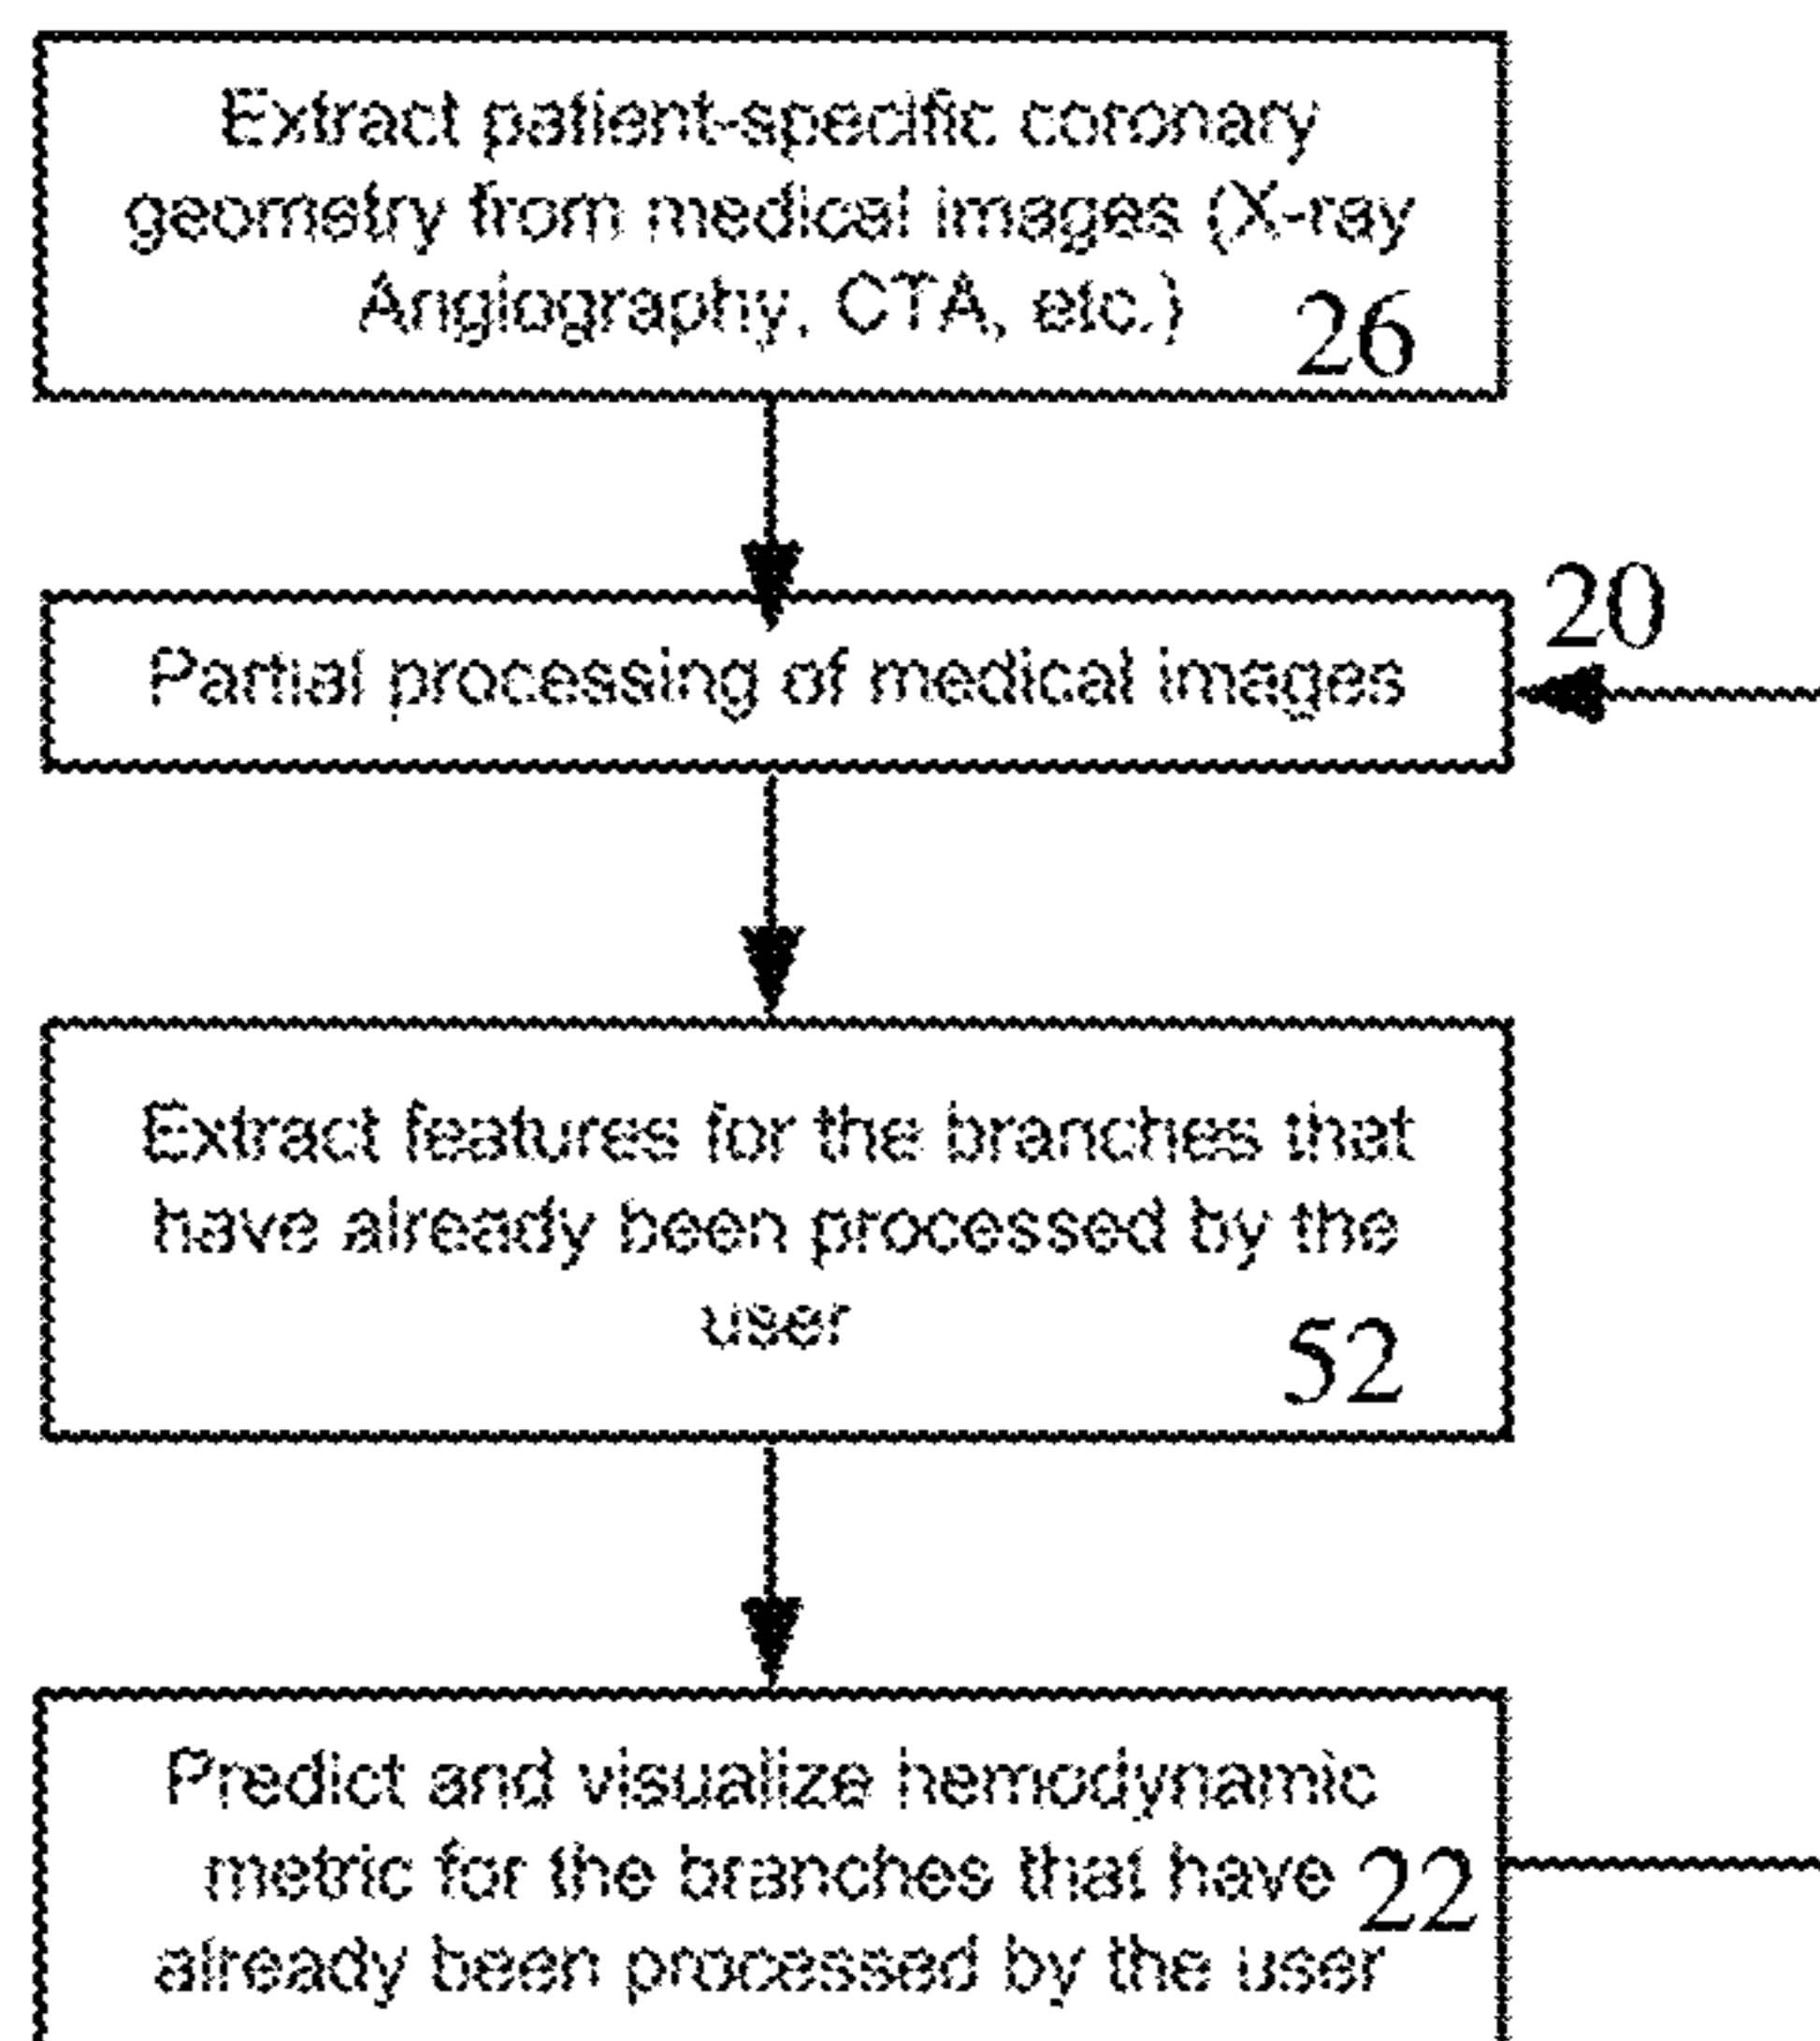 Extract patient-specific coronary
geometry from medical images (X-ray
Angiography, CTA, etc.)
26
20
Partial processing of medical images
Extract features for the branches that
have already been processed by the
user
52
Predict and visualize hemodynamic
metric for the branches that have
22
already been processed by the user